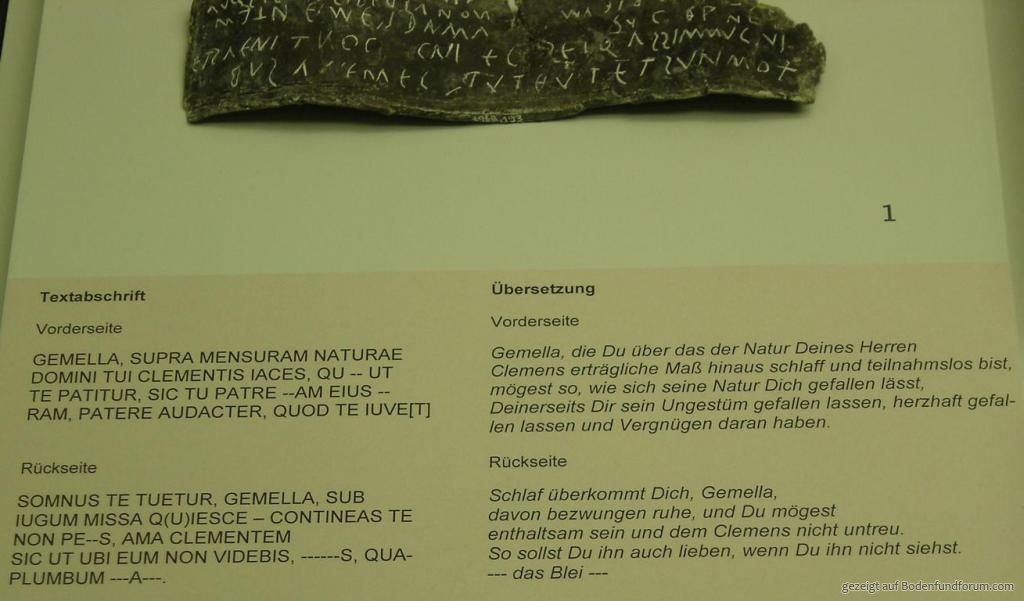 1968,193
1
Textabschrift
Vorderseite
GEMELLA, SUPRA MENSURAM NATURAE
DOMINI TUI CLEMENTIS IACES, QU -- UT
TE PATITUR, SIC TU PATRE --AM EIUS --
RAM, PATERE AUDACTER, QUOD TE IUVE[T]
Rückseite
SOMNUS TE TUETUR, GEMELLA, SUB
IUGUM MISSA Q(U)IESCE – CONTINEAS TE
NON PE--S, AMA CLEMENTEM
SIC UT UBI EUM NON VIDEBIS, ------S, QUA-
PLUMBUM ---A---.
Übersetzung
Vorderseite
Gemella, die Du über das der Natur Deines Herren
Clemens erträgliche Maß hinaus schlaff und teilnahmslos bist,
mögest so, wie sich seine Natur Dich gefallen lässt,
Deinerseits Dir sein Ungestüm gefallen lassen, herzhaft gefal-
len lassen und Vergnügen daran haben.
Rückseite
Schlaf überkommt Dich, Gemella,
davon bezwungen ruhe, und Du mögest
enthaltsam sein und dem Clemens nicht untreu.
So sollst Du ihn auch lieben, wenn Du ihn nicht siehst.
--- das Blei ---
gezeigt auf Bodenfundforum.com